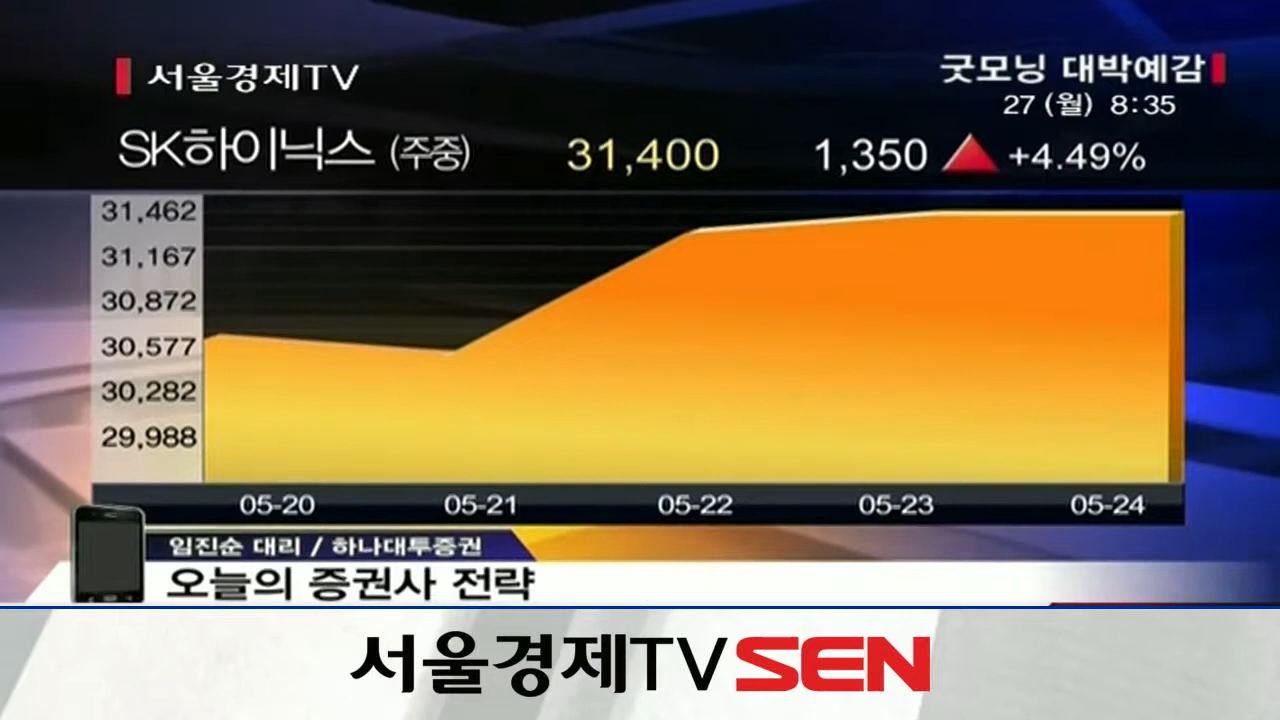 서울경제TV
굿모닝 대박예감
27 (월) 8:35
SK하이닉스 (주중) 31,400 1,350 ▲ +4.49%
31,462
31,167
30,872
30,577
30,282
29,988
05-20 05-21 05-22 05-23 05-24
임진순 대리 / 하나대투증권
오늘의 증권사 전략
서울경제TV SEN